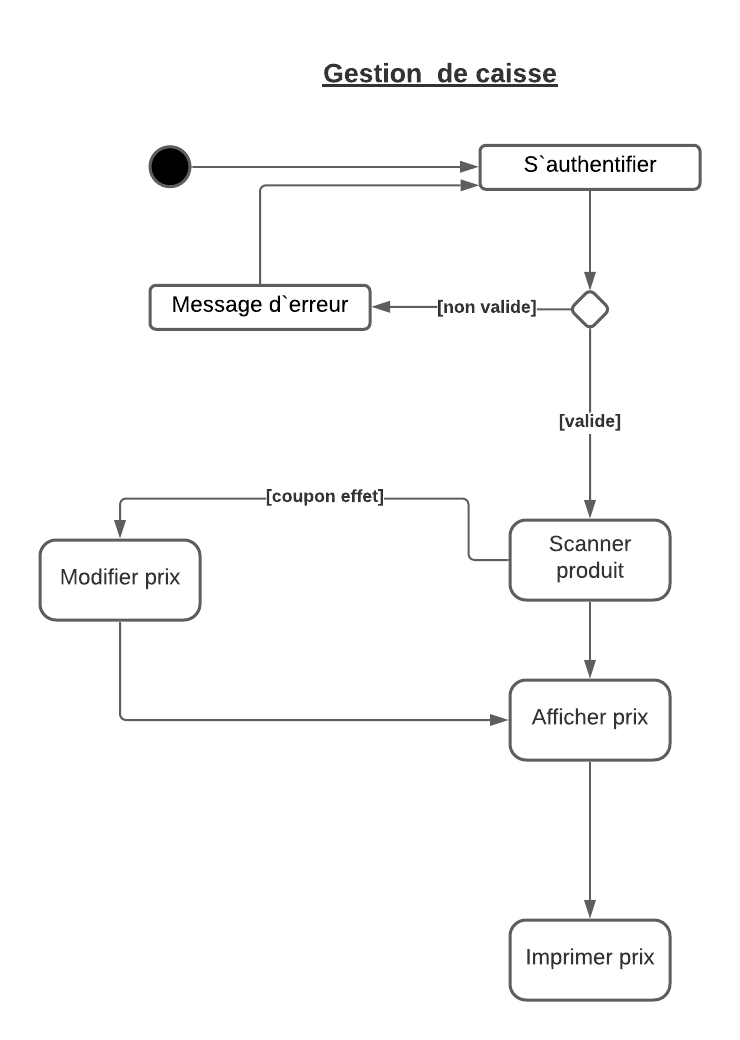 Gestion  de caisse
S`authentifier
Message d`erreur
[non valide]
[valide]
[coupon effet]
Scanner
produit
Modifier prix
Afficher prix
Imprimer prix